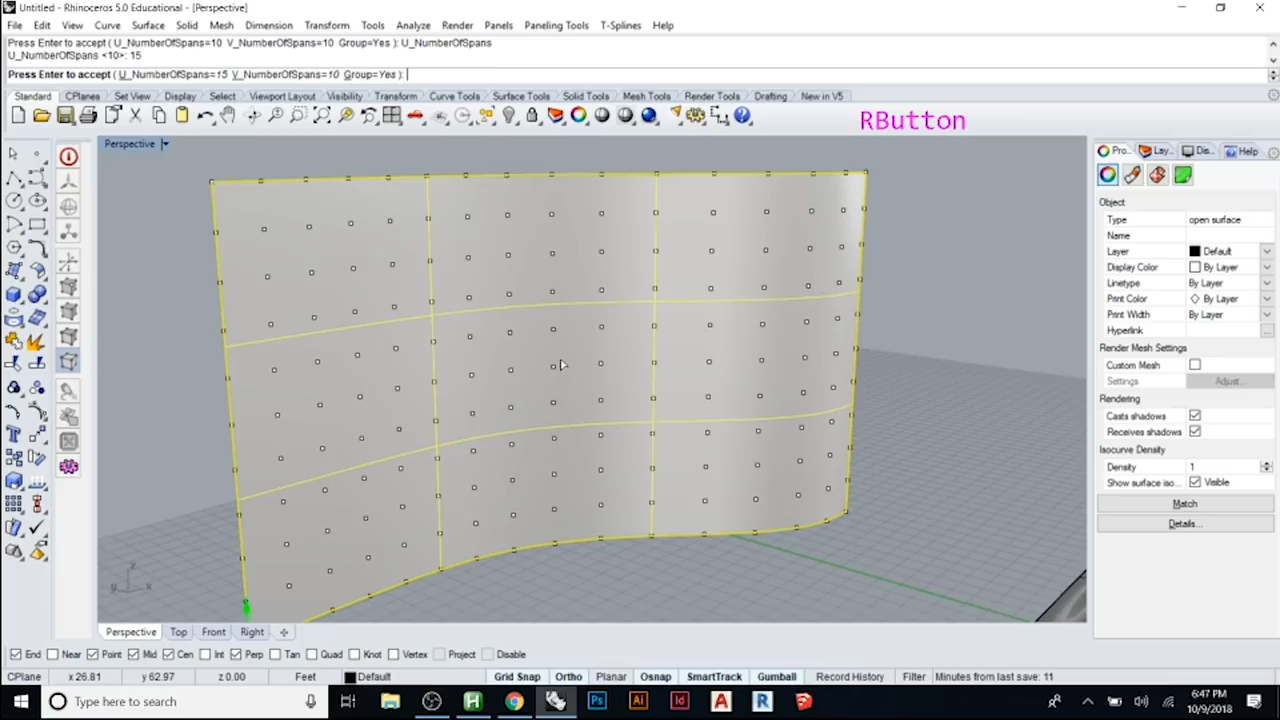 Untitled - Rhinoceros 5.0 Educational - [Perspective]
File Edit View Curve Surface Solid Mesh Dimension Transform Tools Analyze Render Panels Paneling Tools T-Splines Help
Press Enter to accept ( U_NumberOfSpans=10 V_NumberOfSpans=10 Group=Yes ): U_NumberOfSpans
U_NumberOfSpans <10>: 15
Press Enter to accept ( U_NumberOfSpans=15 V_NumberOfSpans=10 Group=Yes ):
Standard CPlanes Set View Display Select Viewport Layout Visibility Transform Curve Tools Surface Tools Solid Tools Mesh Tools Render Tools Drafting New in V5
RButton
Perspective
Pro... Lay... Dis... Help
Object
Type open surface
Name
Layer Default
Display Color By Layer
Linetype By Layer
Print Color By Layer
Print Width By Layer
Hyperlink ...
Render Mesh Settings
Custom Mesh
Settings Adjust...
Rendering
Casts shadows
Receives shadows
Isocurve Density
Density 1
Show surface iso... Visible
Match
Details...
z
y x
Perspective Top Front Right
End Near Point Mid Cen Int Perp Tan Quad Knot Vertex Project Disable
CPlane x 26.81 y 62.97 z 0.00 Feet Default Grid Snap Ortho Planar Osnap SmartTrack Gumball Record History Filter Minutes from last save: 11
Type here to search
H Ps Ai Id A R
6:47 PM
10/9/2018